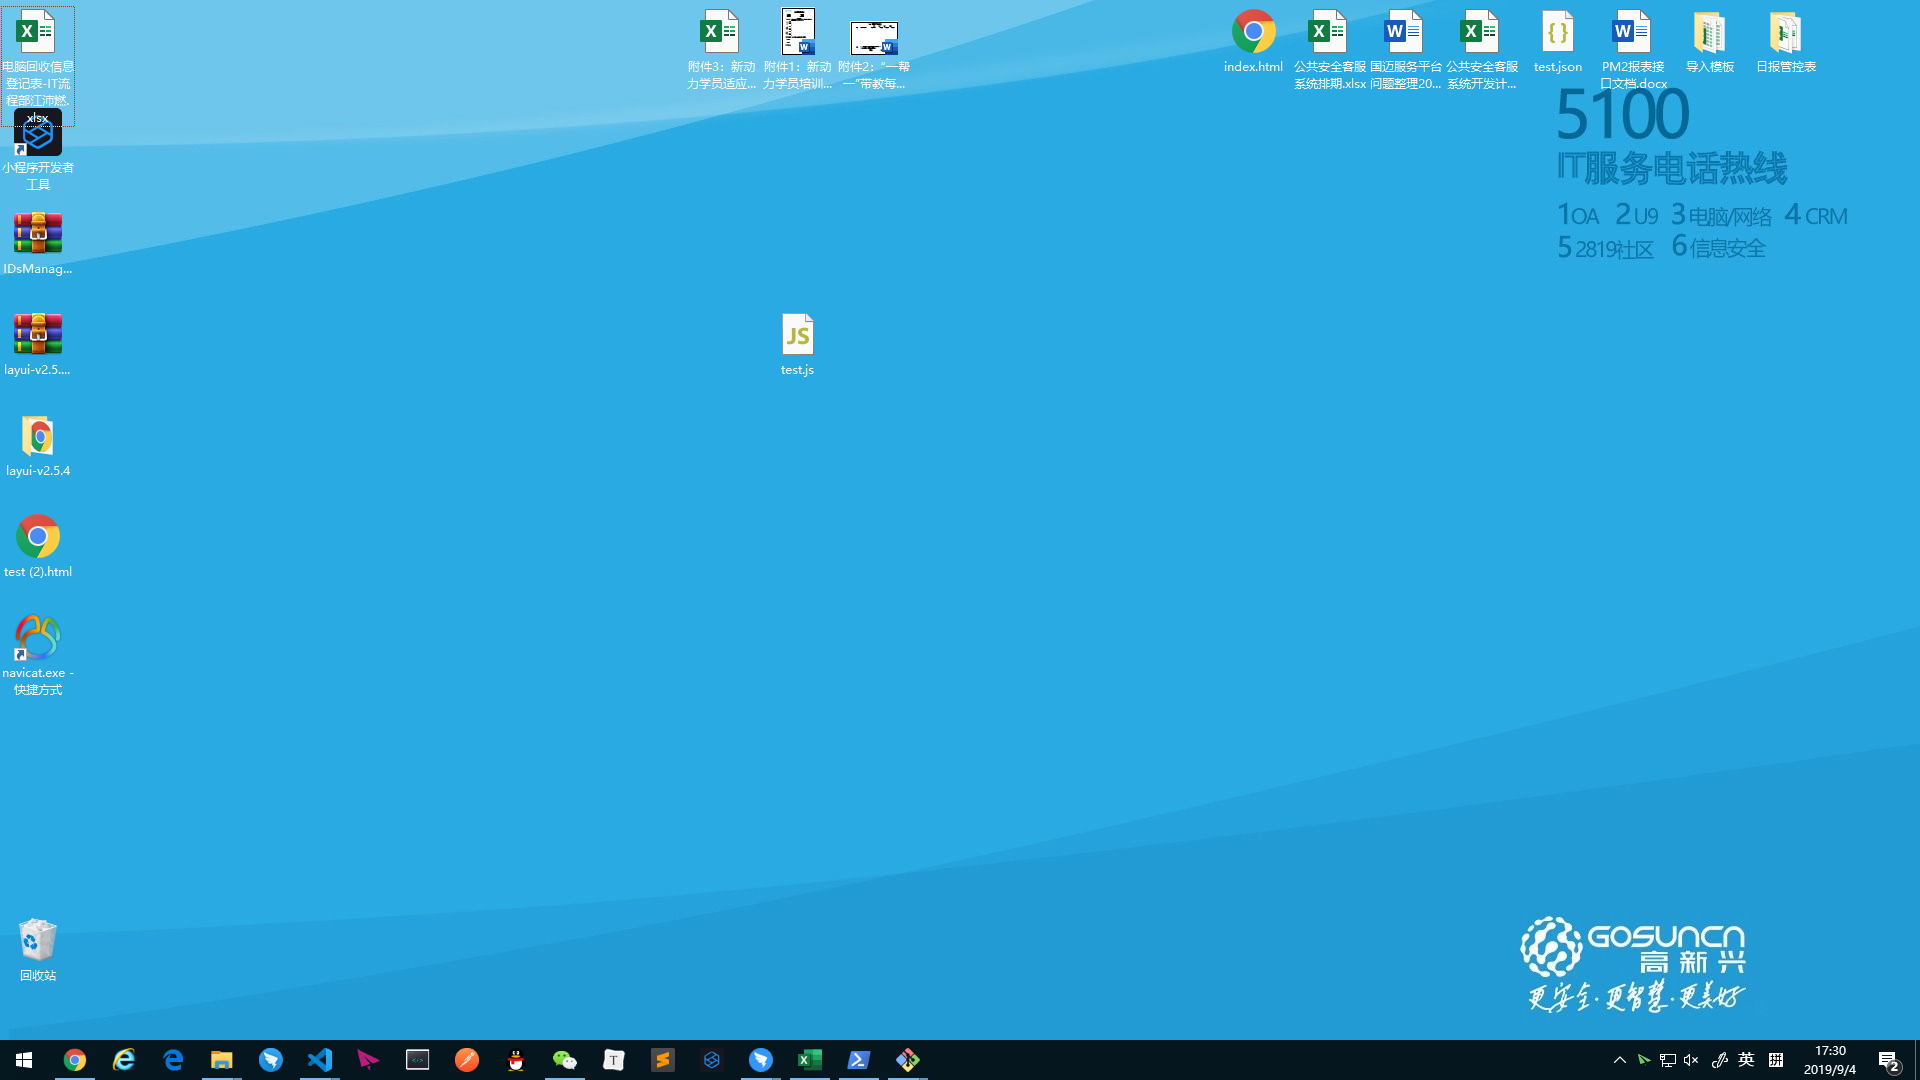 电脑回收信息
登记表-IT流
程部江沛燃.
xlsx
附件3：新动
力学员适应...
附件1：新动
力学员培训...
附件2：“一帮
一”带教每...
index.html
公共安全客服
系统排期.xlsx
国迈服务平台
问题整理20...
公共安全客服
系统开发计...
test.json
PM2报表接
口文档.docx
导入模板
日报管控表
5100
IT服务电话热线
1OA 2U9 3电脑/网络 4CRM
5 2819社区 6信息安全
小程序开发者
工具
IDsManag...
layui-v2.5....
test.js
layui-v2.5.4
test (2).html
navicat.exe -
快捷方式
回收站
GOSUNCN
高新兴
更安全·更智慧·更美好
英
拼
17:30
2019/9/4
2